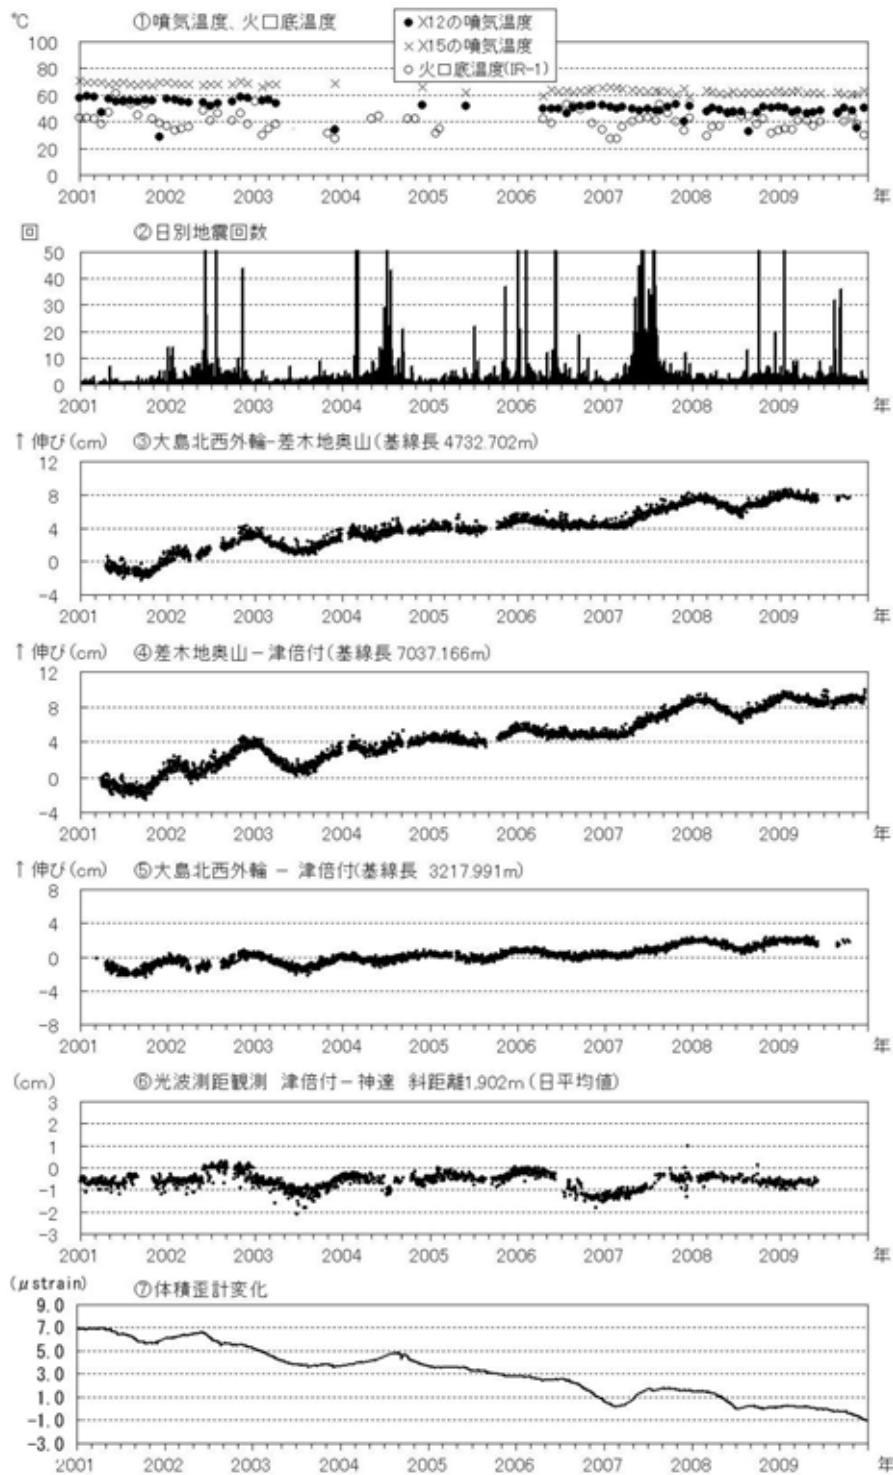 ℃ ①噴気温度、火口底温度
● X12の噴気温度
× X15の噴気温度
○ 火口底温度(IR-1)
100
80
60
40
20
0
2001 2002 2003 2004 2005 2006 2007 2008 2009 年
回 ②日別地震回数
50
40
30
20
10
0
2001 2002 2003 2004 2005 2006 2007 2008 2009 年
↑伸び(cm) ③大島北西外輪-差木地奥山(基線長 4732.702m)
12
8
4
0
-4
2001 2002 2003 2004 2005 2006 2007 2008 2009 年
↑伸び(cm) ④差木地奥山-津倍付(基線長 7037.166m)
12
8
4
0
-4
2001 2002 2003 2004 2005 2006 2007 2008 2009 年
↑伸び(cm) ⑤大島北西外輪 - 津倍付(基線長 3217.991m)
8
4
0
-4
-8
2001 2002 2003 2004 2005 2006 2007 2008 2009 年
(cm) ⑥光波測距観測 津倍付-神達 斜距離1,902m(日平均値)
3
2
1
0
-1
-2
-3
2001 2002 2003 2004 2005 2006 2007 2008 2009 年
(μstrain) ⑦体積歪計変化
9.0
7.0
5.0
3.0
1.0
-1.0
-3.0
2001 2002 2003 2004 2005 2006 2007 2008 2009 年